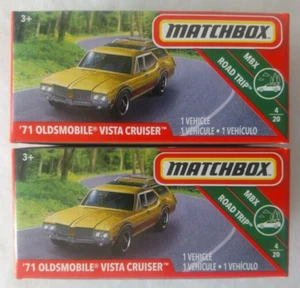 3+
MATCHBOX
MBX
ROAD TRIP
4
20
'71 OLDSMOBILE® VISTA CRUISER™
1 VEHICLE
1 VÉHICULE • 1 VEHÍCULO
3+
MATCHBOX
MBX
ROAD TRIP
4
20
'71 OLDSMOBILE® VISTA CRUISER™
1 VEHICLE
1 VÉHICULE • 1 VEHÍCULO